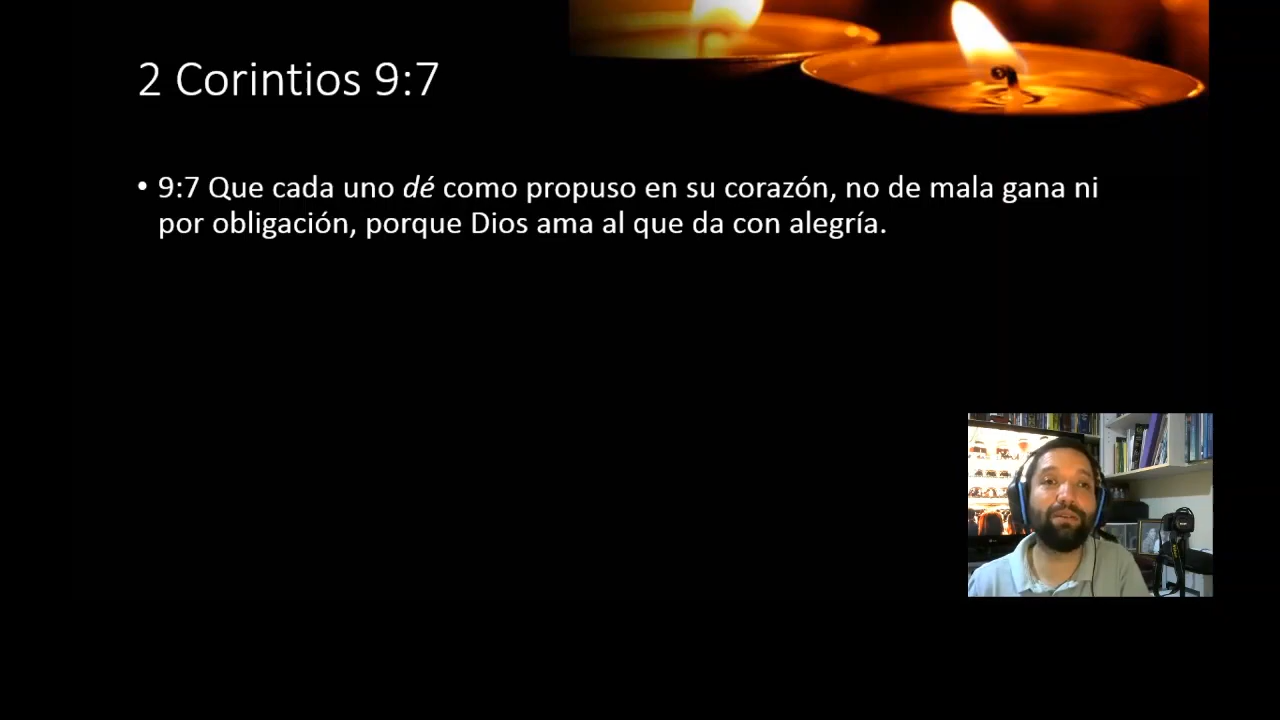 2 Corintios 9:7
• 9:7 Que cada uno dé como propuso en su corazón, no de mala gana ni
por obligación, porque Dios ama al que da con alegría.